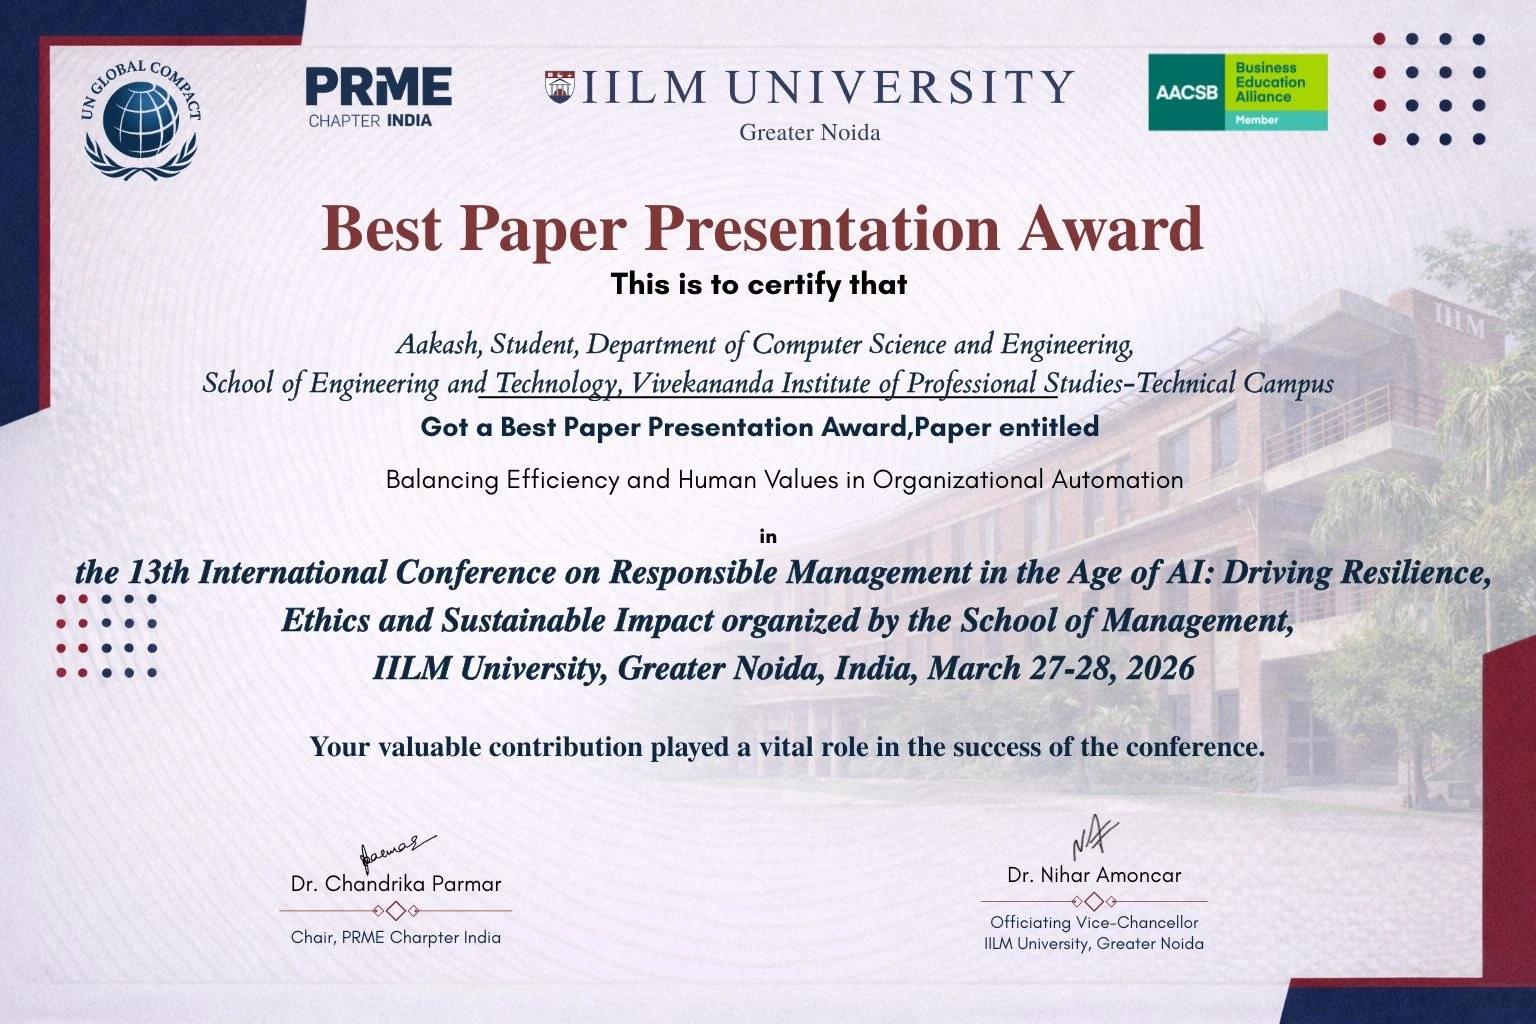 UN GLOBAL COMPACT
PRiME
CHAPTER INDIA
IILM UNIVERSITY
Greater Noida
AACSB
Business
Education
Alliance
Member
Best Paper Presentation Award
This is to certify that
Aakash, Student, Department of Computer Science and Engineering,
School of Engineering and Technology, Vivekananda Institute of Professional Studies-Technical Campus
Got a Best Paper Presentation Award,Paper entitled
Balancing Efficiency and Human Values in Organizational Automation
in
the 13th International Conference on Responsible Management in the Age of AI: Driving Resilience,
Ethics and Sustainable Impact organized by the School of Management,
IILM University, Greater Noida, India, March 27-28, 2026
Your valuable contribution played a vital role in the success of the conference.
IILM
Dr. Chandrika Parmar
Chair, PRME Charpter India
Dr. Nihar Amoncar
Officiating Vice-Chancellor
IILM University, Greater Noida